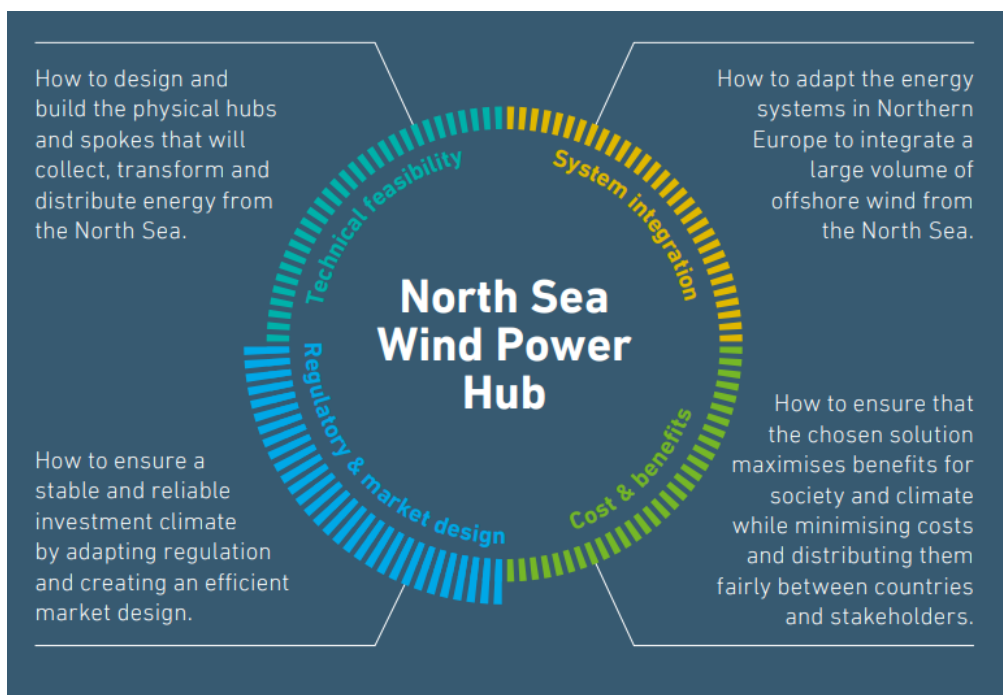 How to design and
build the physical hubs
and spokes that will
collect, transform and
distribute energy from
the North Sea.
How to adapt the energy
systems in Northern
Europe to integrate a
large volume of
offshore wind from
the North Sea.
Technical feasibility
System integration
North Sea
Wind Power
Hub
Regulatory & market design
Cost & benefits
How to ensure a
stable and reliable
investment climate
by adapting regulation
and creating an efficient
market design.
How to ensure that
the chosen solution
maximises benefits for
society and climate
while minimising costs
and distributing them
fairly between countries
and stakeholders.